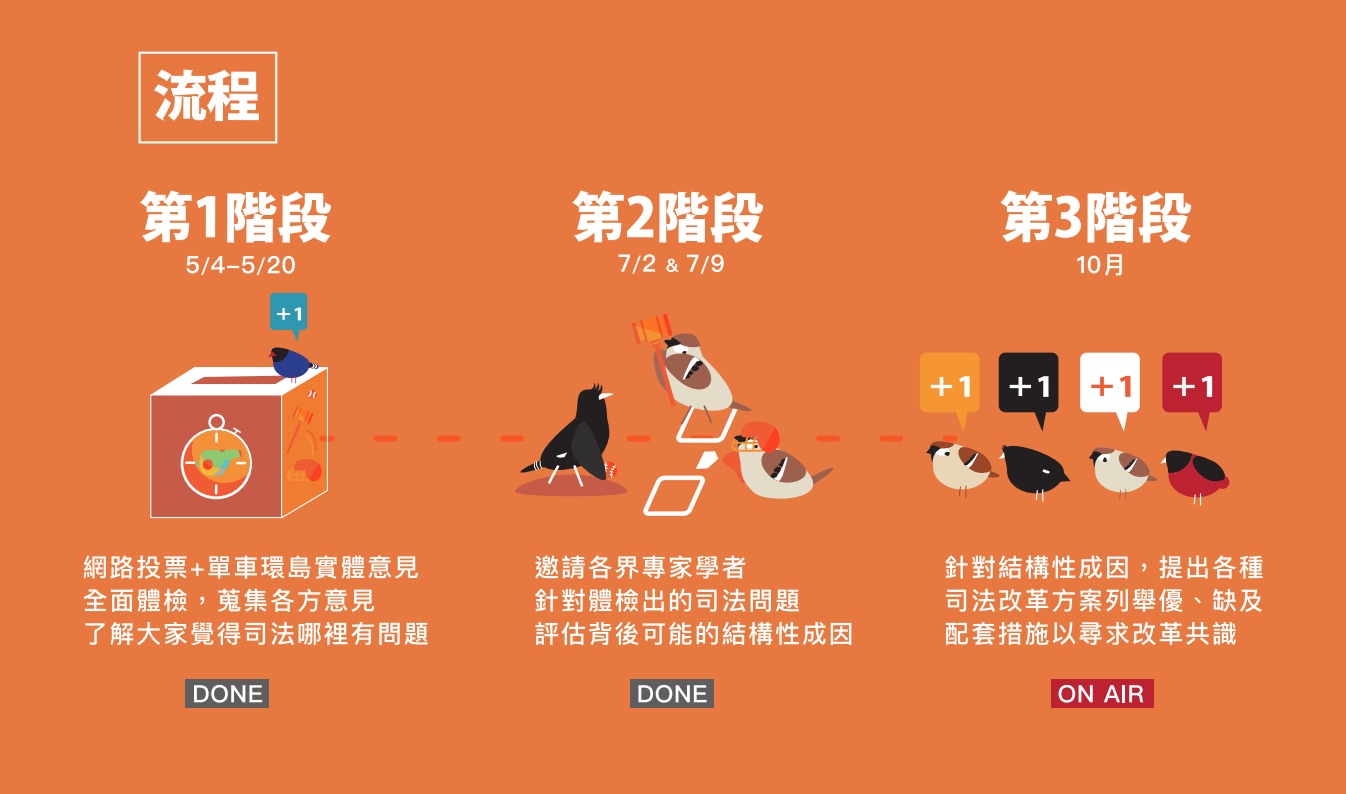 流程
第1階段
5/4-5/20
+1
網路投票+單車環島實體意見
全面體檢，蒐集各方意見
了解大家覺得司法哪裡有問題
DONE
第2階段
7/2 & 7/9
邀請各界專家學者
針對體檢出的司法問題
評估背後可能的結構性成因
DONE
第3階段
10月
+1
+1
+1
+1
針對結構性成因，提出各種
司法改革方案列舉優、缺及
配套措施以尋求改革共識
ON AIR